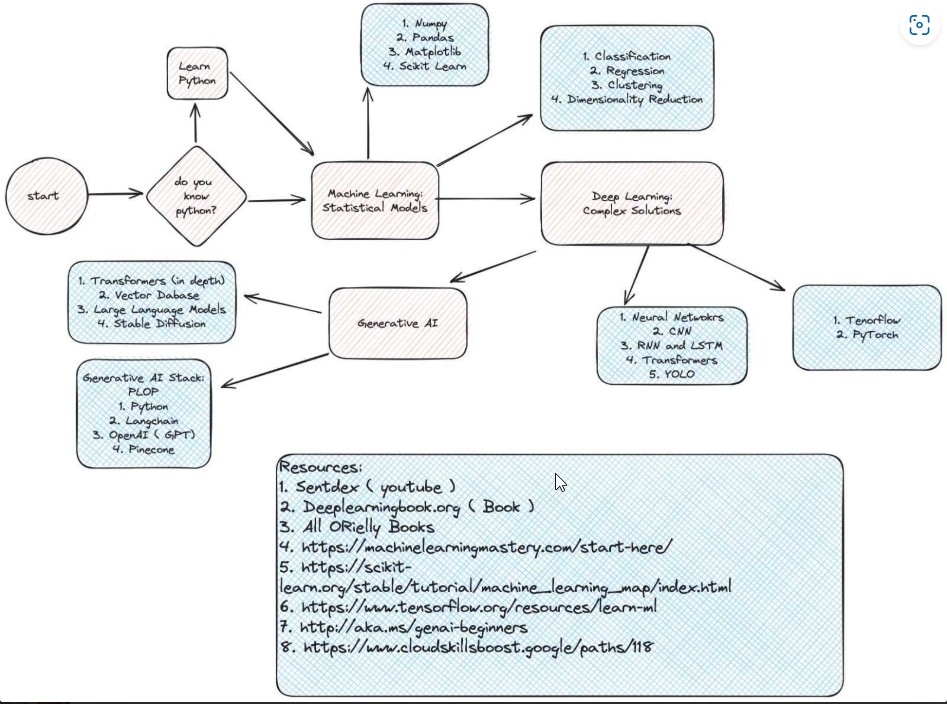 start
do you
know
python?
Learn
Python
Machine Learning:
Statistical Models
1. Numpy
2. Pandas
3. Matplotlib
4. Scikit Learn
1. Classification
2. Regression
3. Clustering
4. Dimensionality Reduction
Deep Learning:
Complex Solutions
1. Neural Netwokrs
2. CNN
3. RNN and LSTM
4. Transformers
5. YOLO
1. Tenorflow
2. PyTorch
Generative AI
1. Transformers (in depth)
2. Vector Dabase
3. Large Language Models
4. Stable Diffusion
Generative AI Stack:
PLOP
1. Python
2. Langchain
3. OpenAI ( GPT)
4. Pinecone
Resources:
1. Sentdex ( youtube )
2. Deeplearningbook.org ( Book )
3. All ORielly Books
4. https://machinelearningmastery.com/start-here/
5. https://scikit-
learn.org/stable/tutorial/machine_learning_map/index.html
6. https://www.tensorflow.org/resources/learn-ml
7. http://aka.ms/genai-beginners
8. https://www.cloudskillsboost.google/paths/118